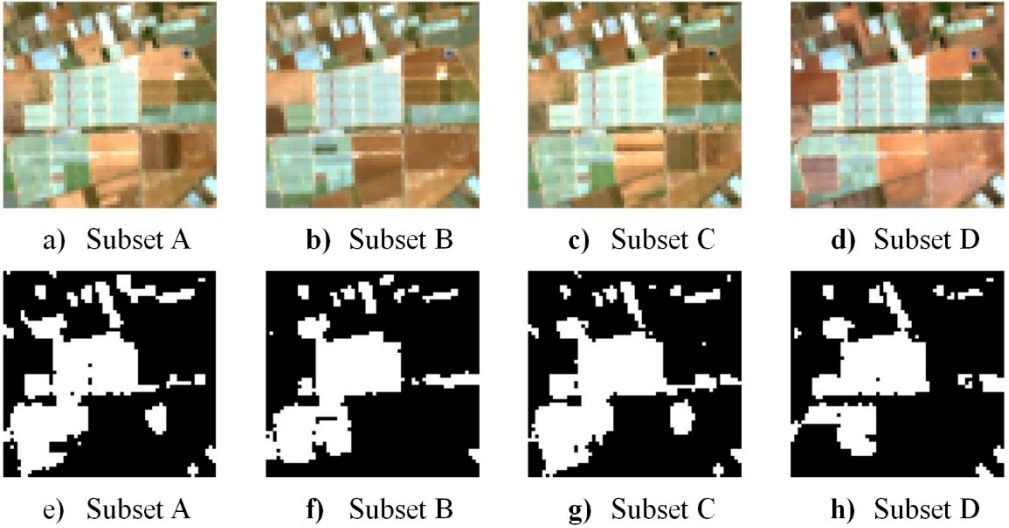 a) Subset A
b) Subset B
c) Subset C
d) Subset D
e) Subset A
f) Subset B
g) Subset C
h) Subset D